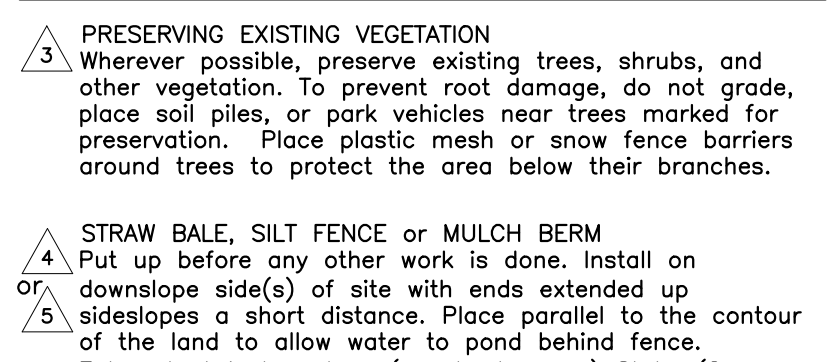 PRESERVING EXISTING VEGETATION
3
Wherever possible, preserve existing trees, shrubs, and
other vegetation. To prevent root damage, do not grade,
place soil piles, or park vehicles near trees marked for
preservation. Place plastic mesh or snow fence barriers
around trees to protect the area below their branches.
STRAW BALE, SILT FENCE or MULCH BERM
4
Put up before any other work is done. Install on
or
downslope side(s) of site with ends extended up
5
sideslopes a short distance. Place parallel to the contour
of the land to allow water to pond behind fence.